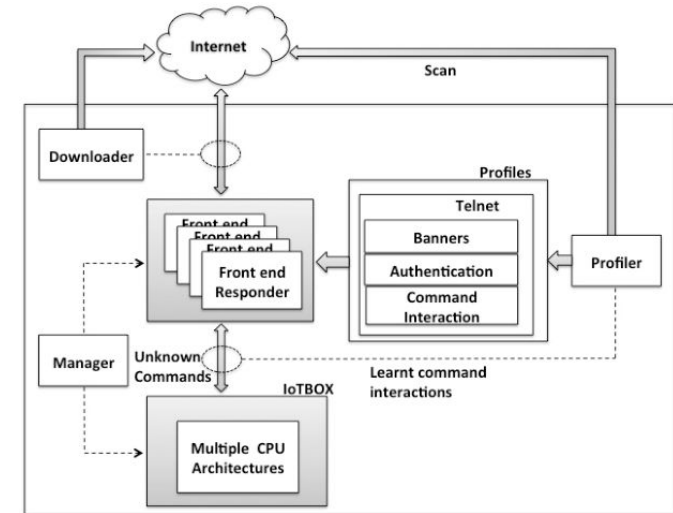 Internet
Scan
Downloader
Profiles
Telnet
Banners
Authentication
Command
Interaction
Profiler
Front end
Front end
Front end
Front end
Responder
Manager
Unknown
Commands
Learnt command
interactions
IoTBOX
Multiple CPU
Architectures